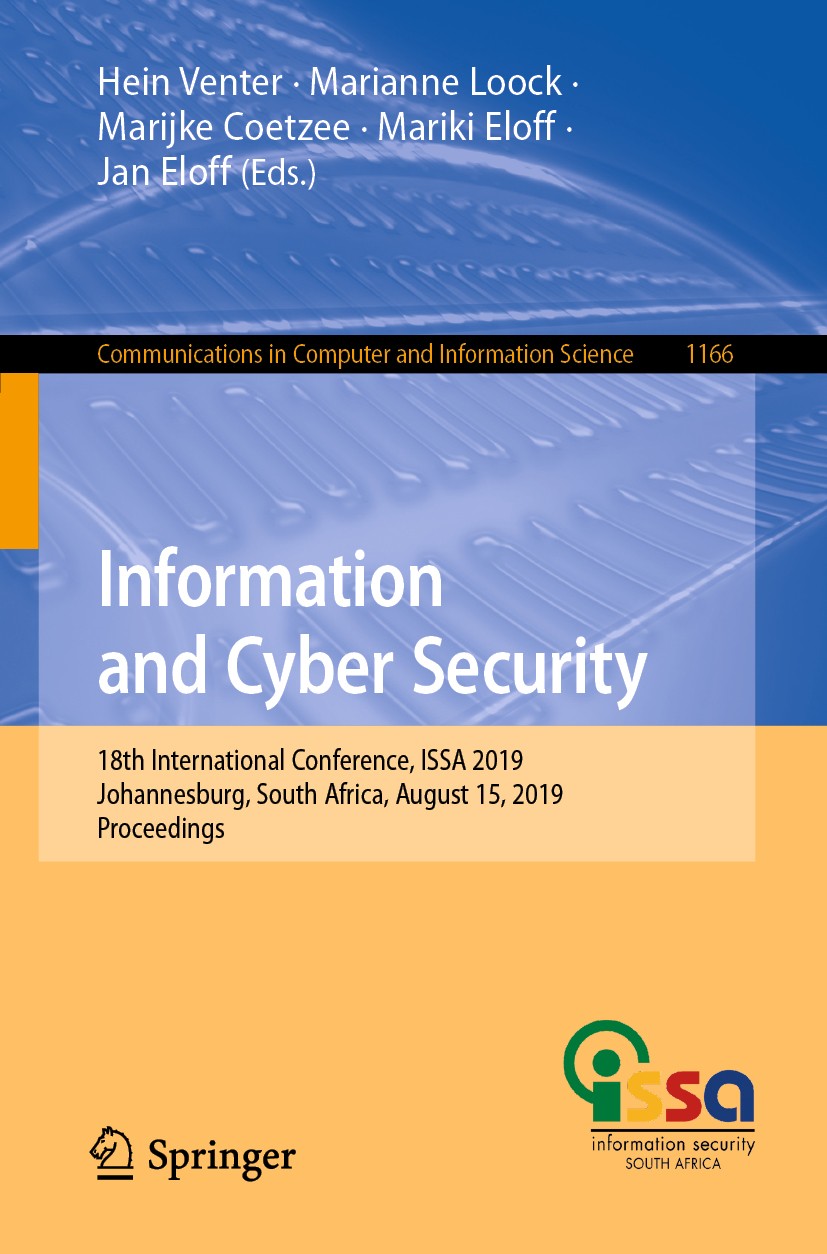 Hein Venter · Marianne Loock ·
Marijke Coetzee · Mariki Eloff ·
Jan Eloff (Eds.)
Communications in Computer and Information Science 1166
Information
and Cyber Security
18th International Conference, ISSA 2019
Johannesburg, South Africa, August 15, 2019
Proceedings
issa
information security
SOUTH AFRICA
Springer